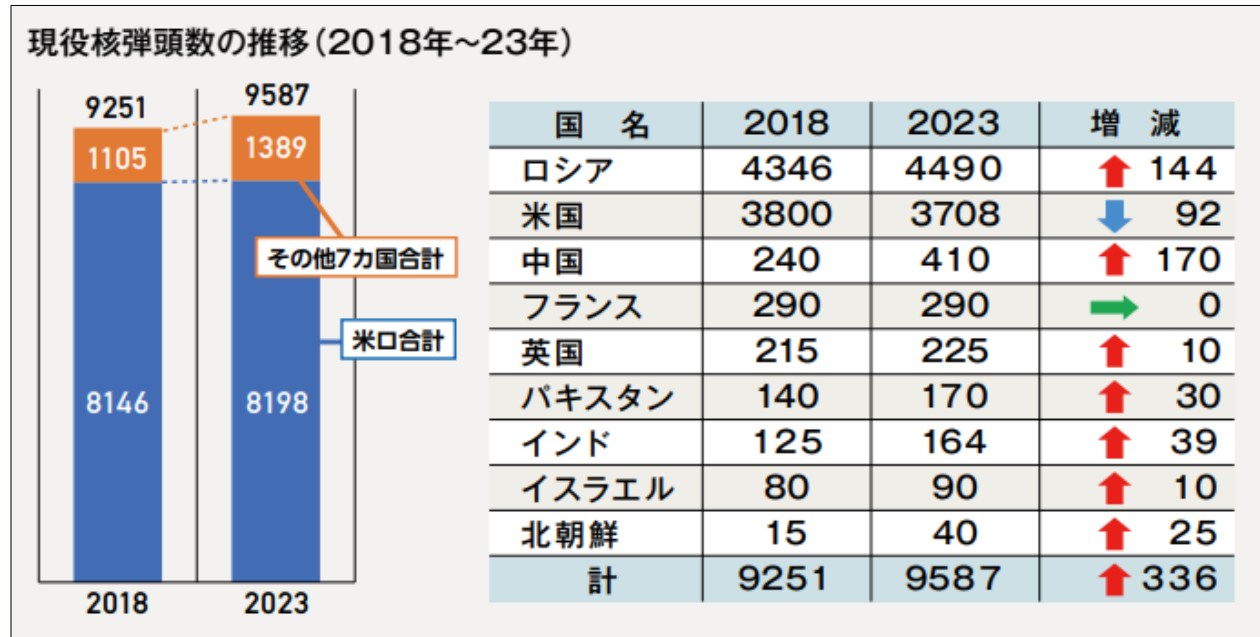 現役核弾頭数の推移(2018年～23年)
9251
9587
1105
1389
その他7カ国合計
米ロ合計
8146
8198
2018
2023
国 名 2018 2023 増 減
ロシア 4346 4490 144
米国 3800 3708 92
中国 240 410 170
フランス 290 290 0
英国 215 225 10
パキスタン 140 170 30
インド 125 164 39
イスラエル 80 90 10
北朝鮮 15 40 25
計 9251 9587 336